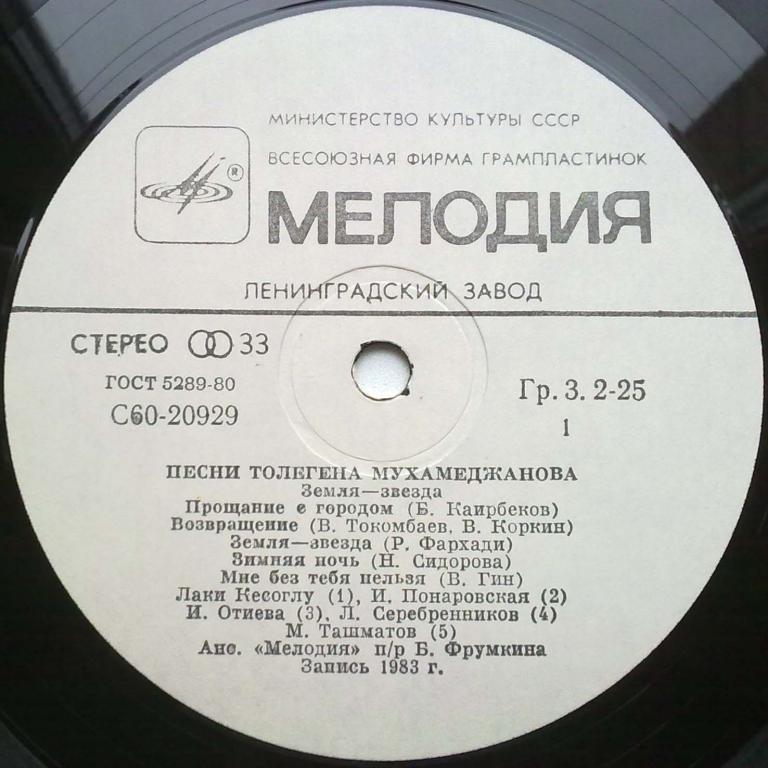 МИНИСТЕРСТВО КУЛЬТУРЫ СССР
ВСЕСОЮЗНАЯ ФИРМА ГРАМПЛАСТИНОК
®
МЕЛОДИЯ
ЛЕНИНГРАДСКИЙ ЗАВОД
СТЕРЕО 33
ГОСТ 5289-80
С60-20929
Гр. 3. 2-25
1
ПЕСНИ ТОЛЕГЕНА МУХАМЕДЖАНОВА
Земля—звезда
Прощание с городом (Б. Каирбеков)
Возвращение (В. Токомбаев, В. Коркин)
Земля—звезда (Р. Фархади)
Зимняя ночь (Н. Сидорова)
Мне без тебя нельзя (В. Гин)
Лаки Кесоглу (1), И. Понаровская (2)
И. Отиева (3), Л. Серебренников (4)
М. Ташматов (5)
Анс. «Мелодия» п/р Б. Фрумкина
Запись 1983 г.